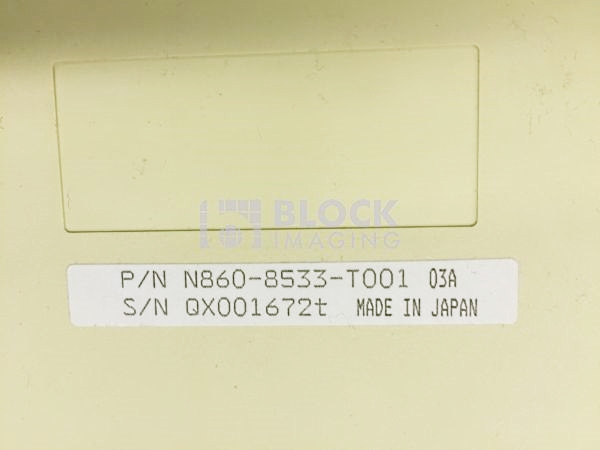 BLOCK
IMAGING
P/N N860-8533-T001 03A
S/N QX001672t MADE IN JAPAN